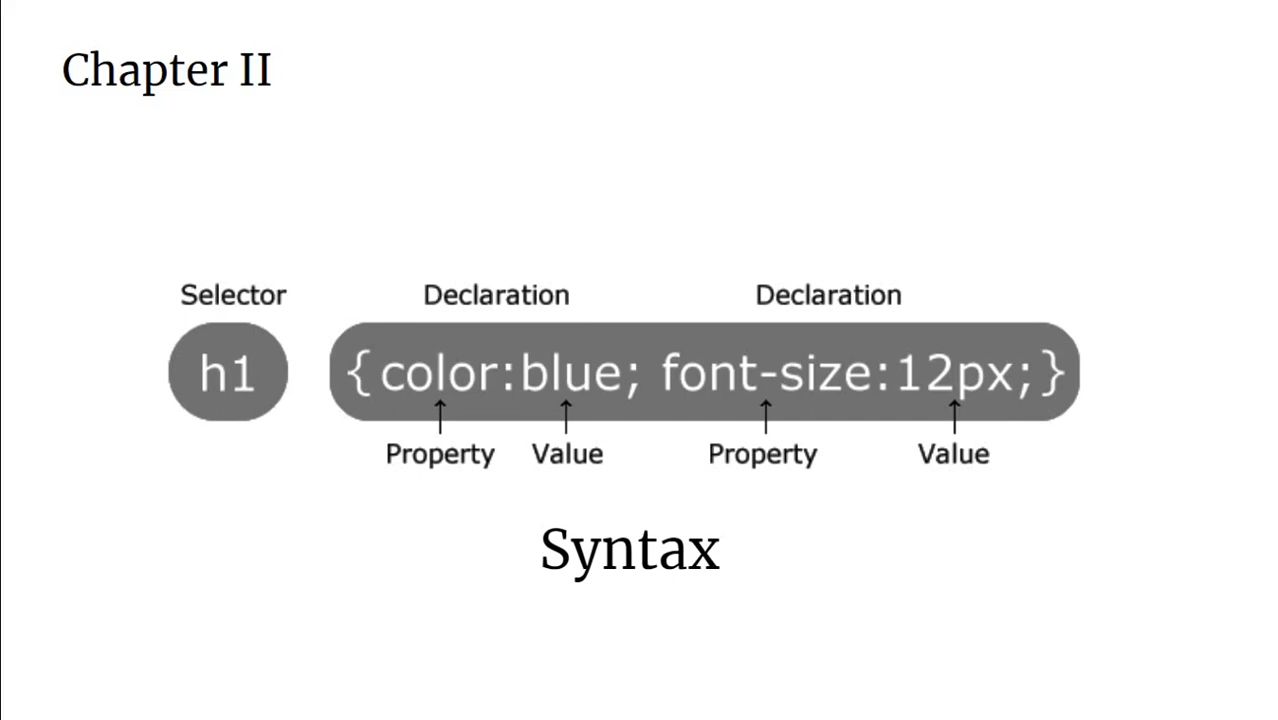 Chapter II
Selector Declaration Declaration
h1 {color:blue; font-size:12px;}
Property Value Property Value
Syntax